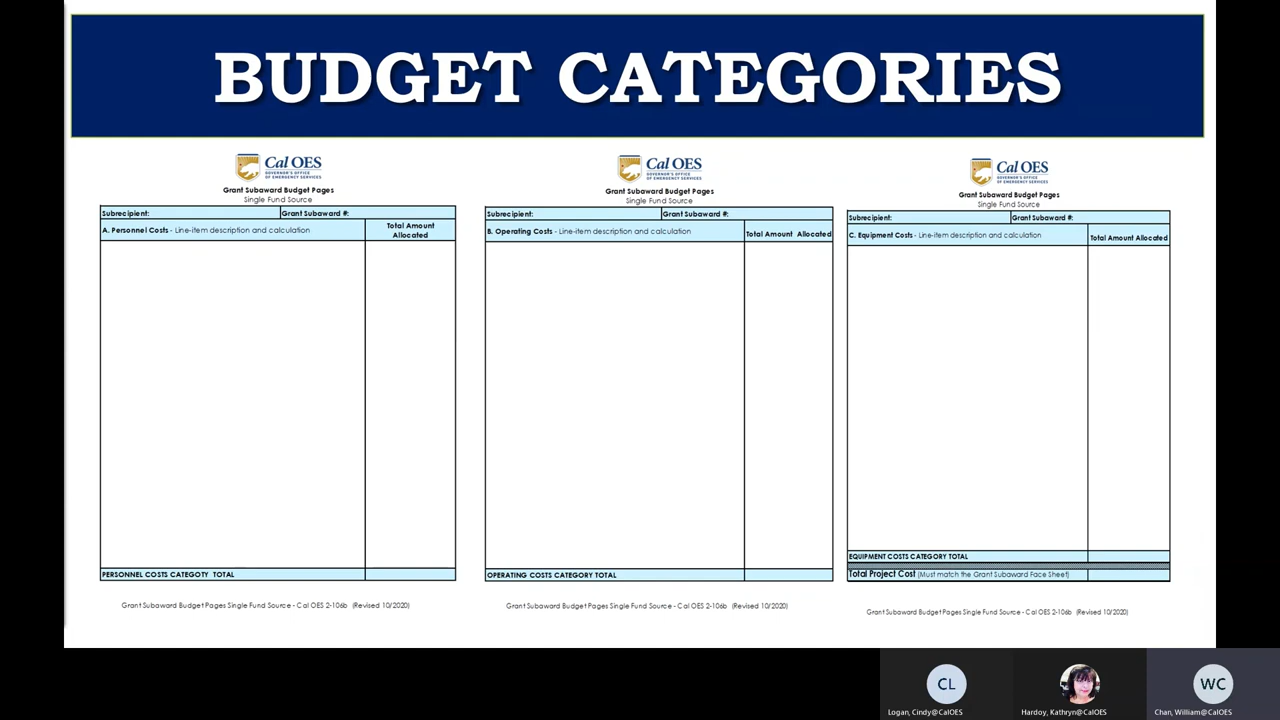 BUDGET CATEGORIES
Cal OES
GOVERNOR'S OFFICE
OF EMERGENCY SERVICES
Grant Subaward Budget Pages
Single Fund Source
Subrecipient: Grant Subaward #:
A. Personnel Costs - Line-item description and calculation Total Amount
Allocated
PERSONNEL COSTS CATEGOTY TOTAL
Grant Subaward Budget Pages Single Fund Source - Cal OES 2-106b (Revised 10/2020)
Cal OES
GOVERNOR'S OFFICE
OF EMERGENCY SERVICES
Grant Subaward Budget Pages
Single Fund Source
Subrecipient: Grant Subaward #:
B. Operating Costs - Line-item description and calculation Total Amount Allocated
OPERATING COSTS CATEGORY TOTAL
Grant Subaward Budget Pages Single Fund Source - Cal OES 2-106b (Revised 10/2020)
Cal OES
GOVERNOR'S OFFICE
OF EMERGENCY SERVICES
Grant Subaward Budget Pages
Single Fund Source
Subrecipient: Grant Subaward #:
C. Equipment Costs - Line-item description and calculation Total Amount Allocated
EQUIPMENT COSTS CATEGORY TOTAL
Total Project Cost (Must match the Grant Subaward Face Sheet)
Grant Subaward Budget Pages Single Fund Source - Cal OES 2-106b (Revised 10/2020)
CL
WC
Logan, Cindy@CalOES
Hardoy, Kathryn@CalOES
Chan, William@CalOES